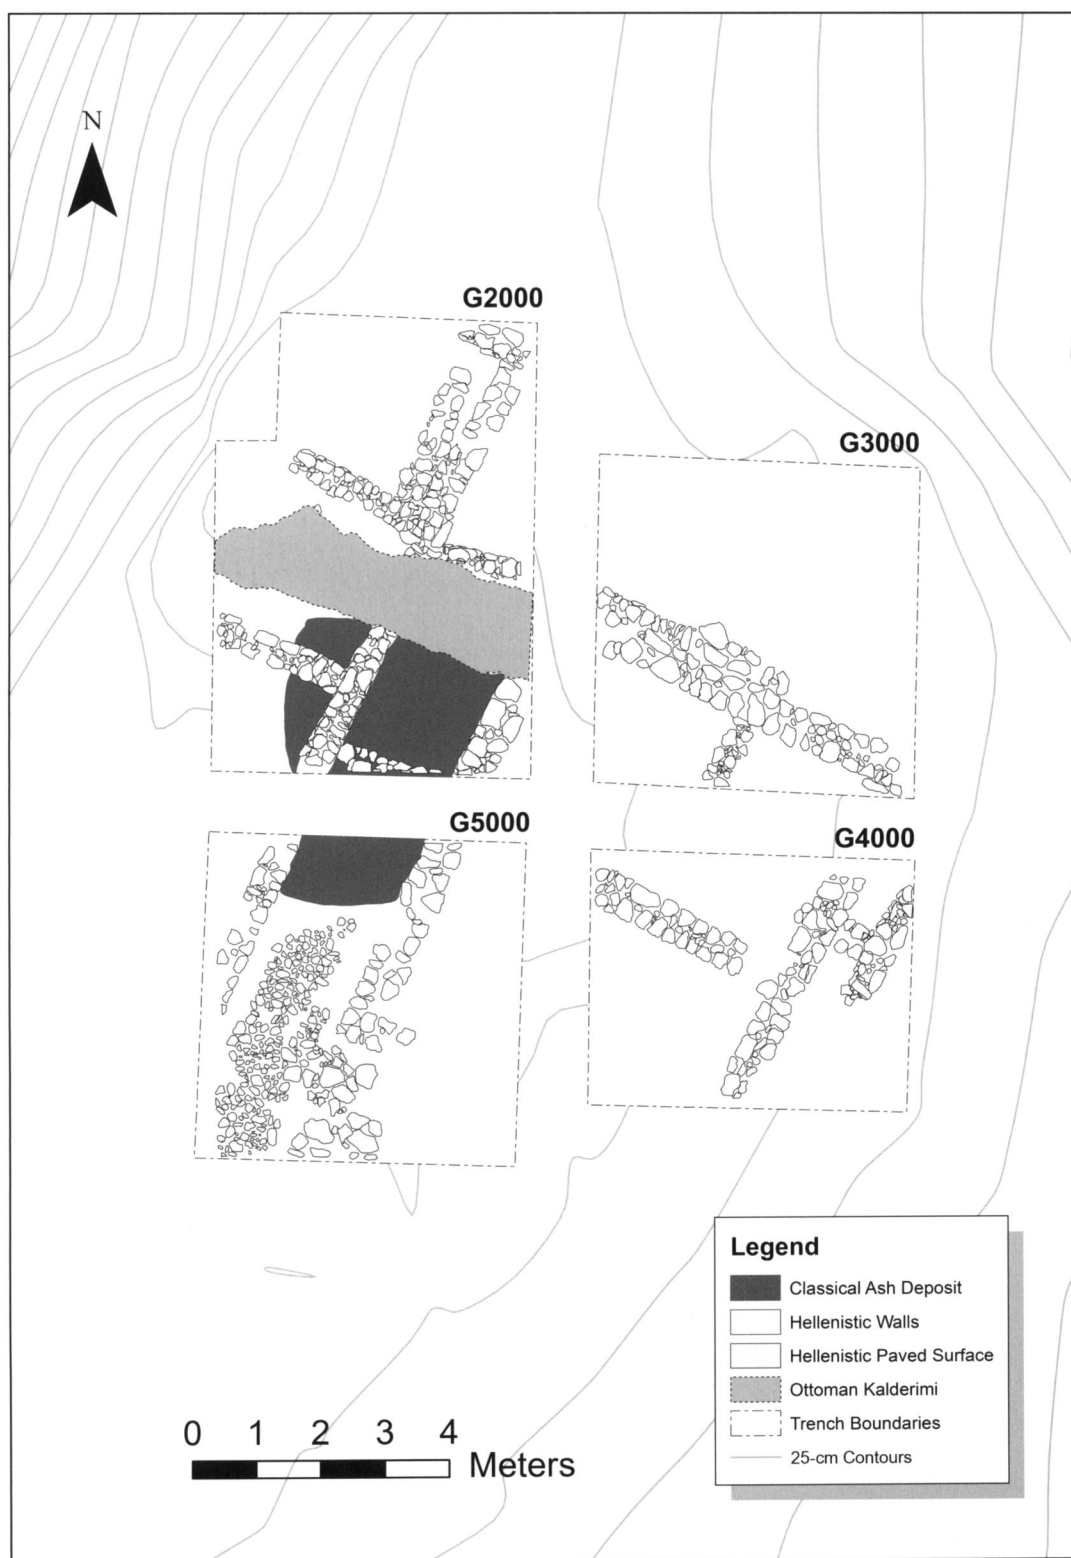 N
G2000
G3000
G5000
G4000
Legend
Classical Ash Deposit
Hellenistic Walls
Hellenistic Paved Surface
Ottoman Kalderimi
Trench Boundaries
25-cm Contours
0 1 2 3 4
Meters